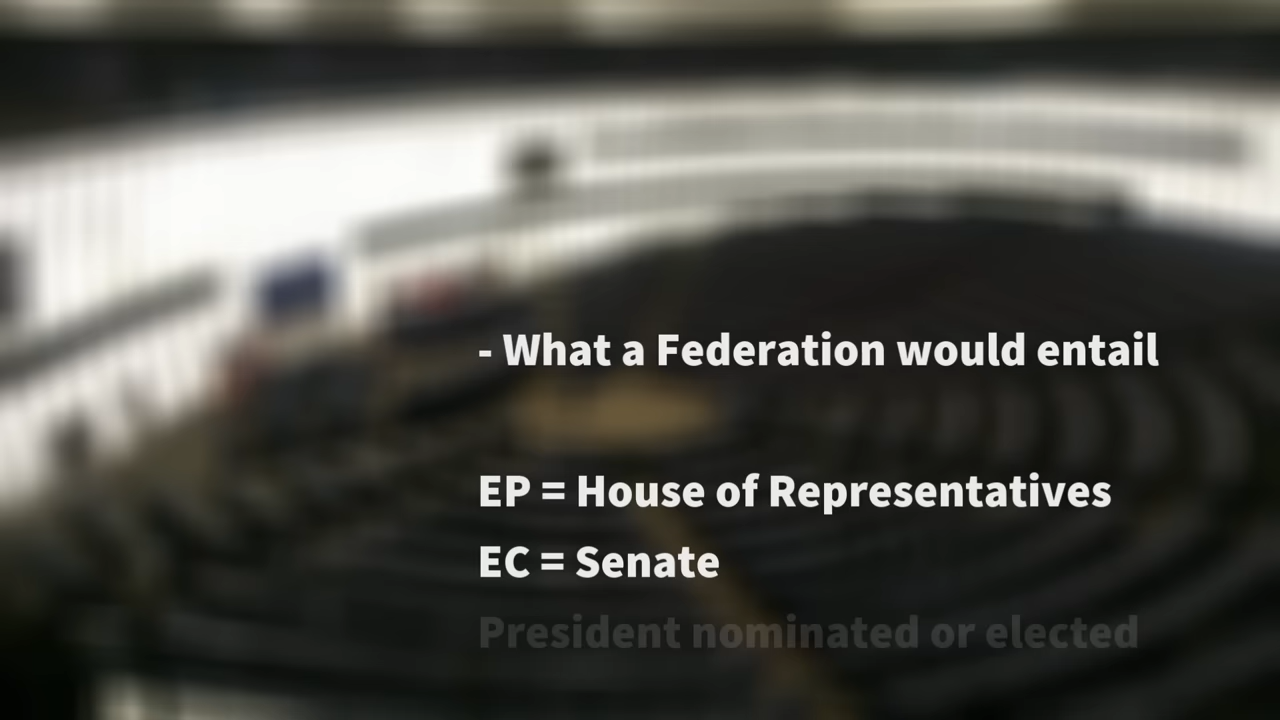 - What a Federation would entail
EP = House of Representatives
EC = Senate
President nominated or elected